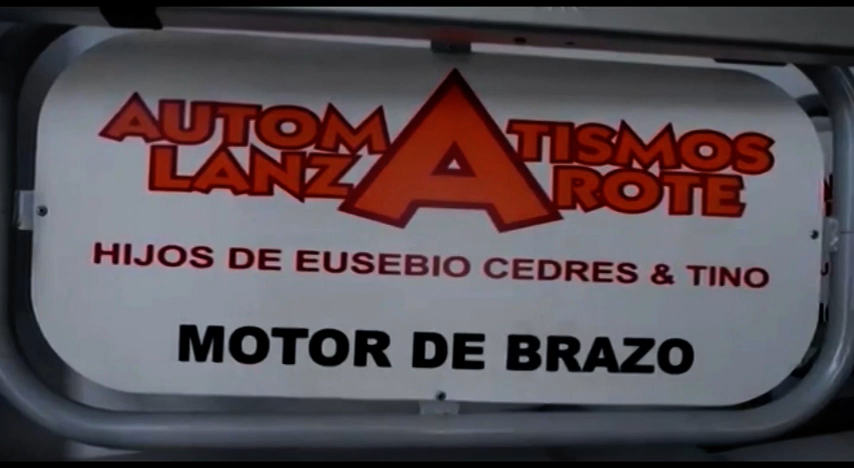 AUTOMATISMOS
LANZAROTE
HIJOS DE EUSEBIO CEDRES & TINO
MOTOR DE BRAZO